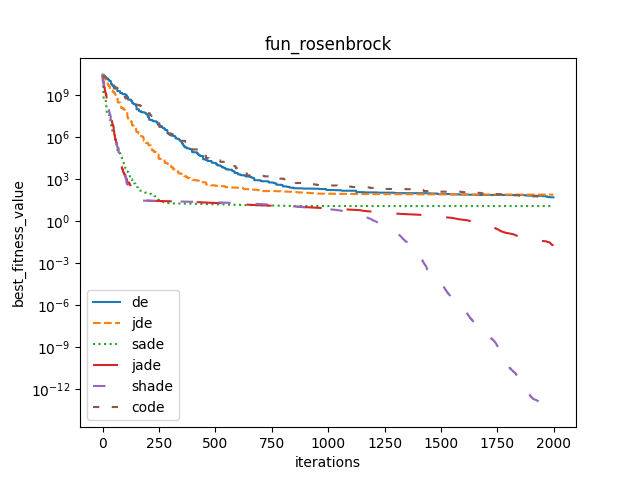 fun_rosenbrock
best_fitness_value
10^9
10^6
10^3
10^0
10^−3
10^−6
10^−9
10^−12
de
jde
sade
jade
shade
code
0 250 500 750 1000 1250 1500 1750 2000
iterations